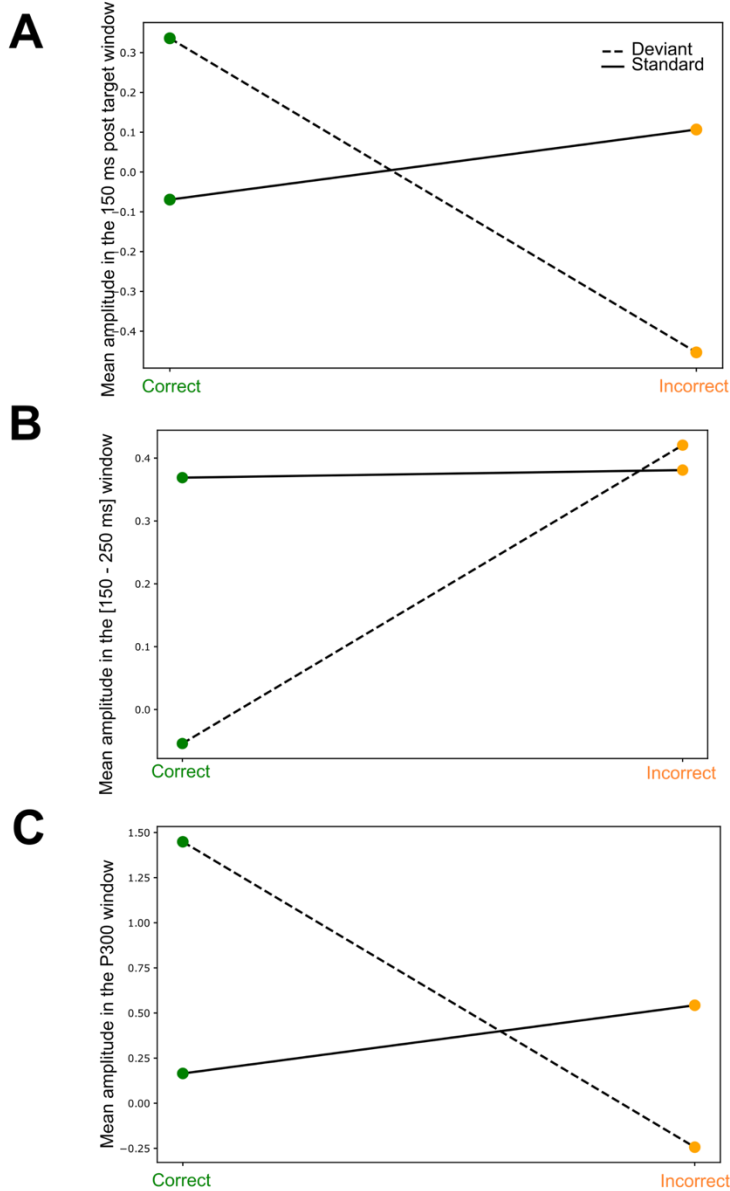 A
Mean amplitude in the 150 ms post target window
0.3
0.2
0.1
0.0
−0.1
−0.2
−0.3
−0.4
Deviant
Standard
Correct
Incorrect
B
Mean amplitude in the [150 - 250 ms] window
0.4
0.3
0.2
0.1
0.0
Correct
Incorrect
C
Mean amplitude in the P300 window
1.50
1.25
1.00
0.75
0.50
0.25
0.00
−0.25
Correct
Incorrect